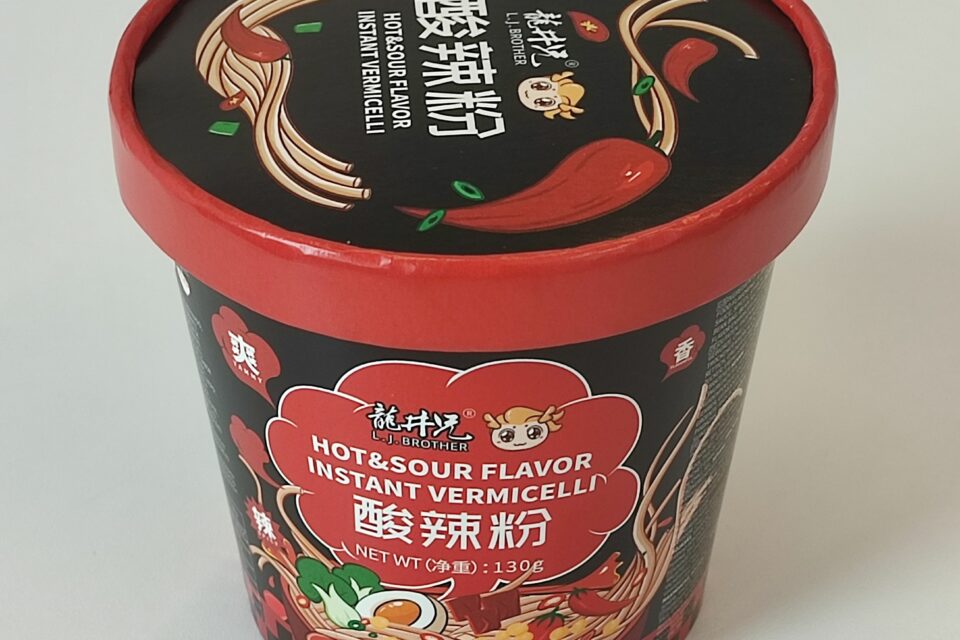 酸辣粉
HOT&SOUR FLAVOR
INSTANT VERMICELLI
龍井兄®
L.J.BROTHER
爽
YAMMY
香
龍井兄®
L.J.BROTHER
HOT&SOUR FLAVOR
INSTANT VERMICELLI
酸辣粉
NET WT(净重):130g
辣